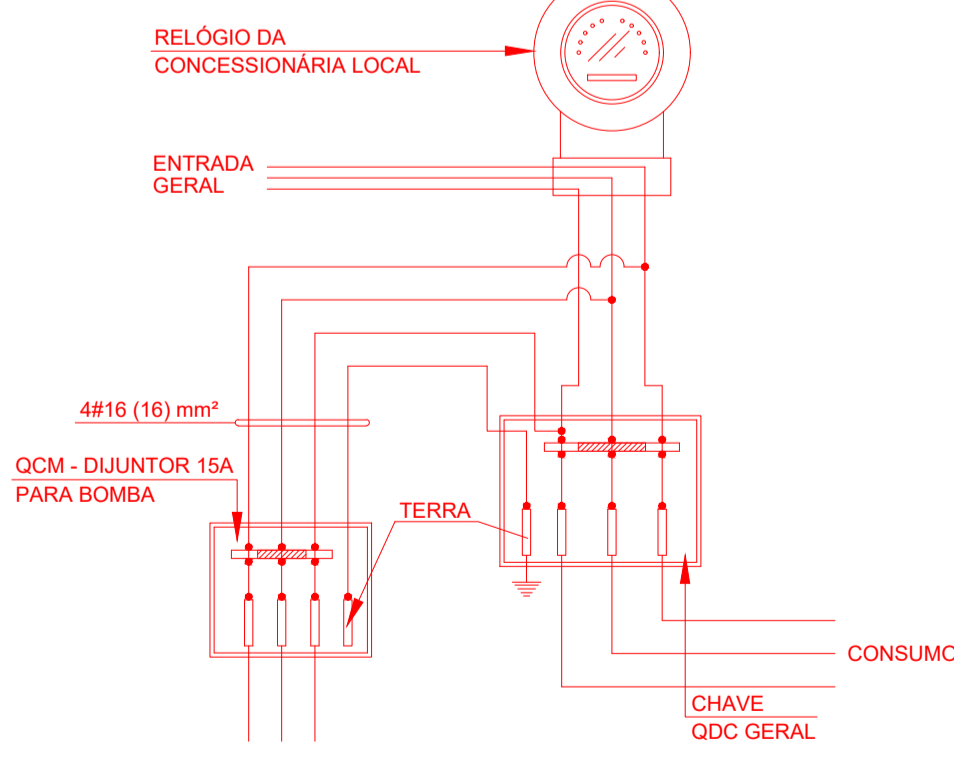 RELÓGIO DA
CONCESSIONÁRIA LOCAL
ENTRADA
GERAL
4#16 (16) mm²
QCM - DIJUNTOR 15A
PARA BOMBA
TERRA
CONSUMO
CHAVE
QDC GERAL